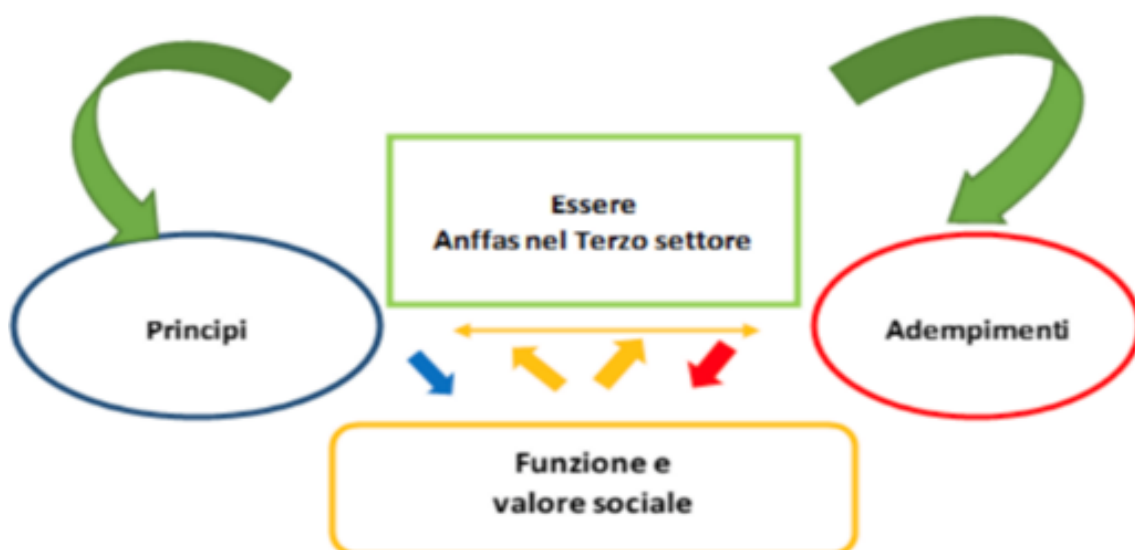 Essere
Anffas nel Terzo settore
Principi
Adempimenti
Funzione e
valore sociale